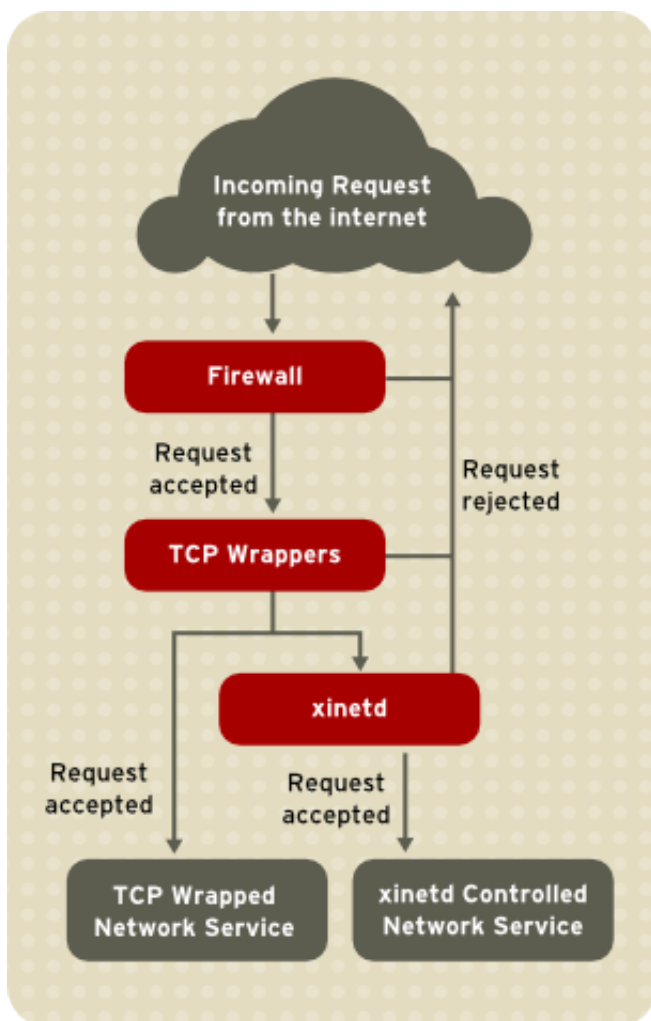 Incoming Request
from the internet
Firewall
Request
accepted
Request
rejected
TCP Wrappers
xinetd
Request
accepted
Request
accepted
TCP Wrapped
Network Service
xinetd Controlled
Network Service